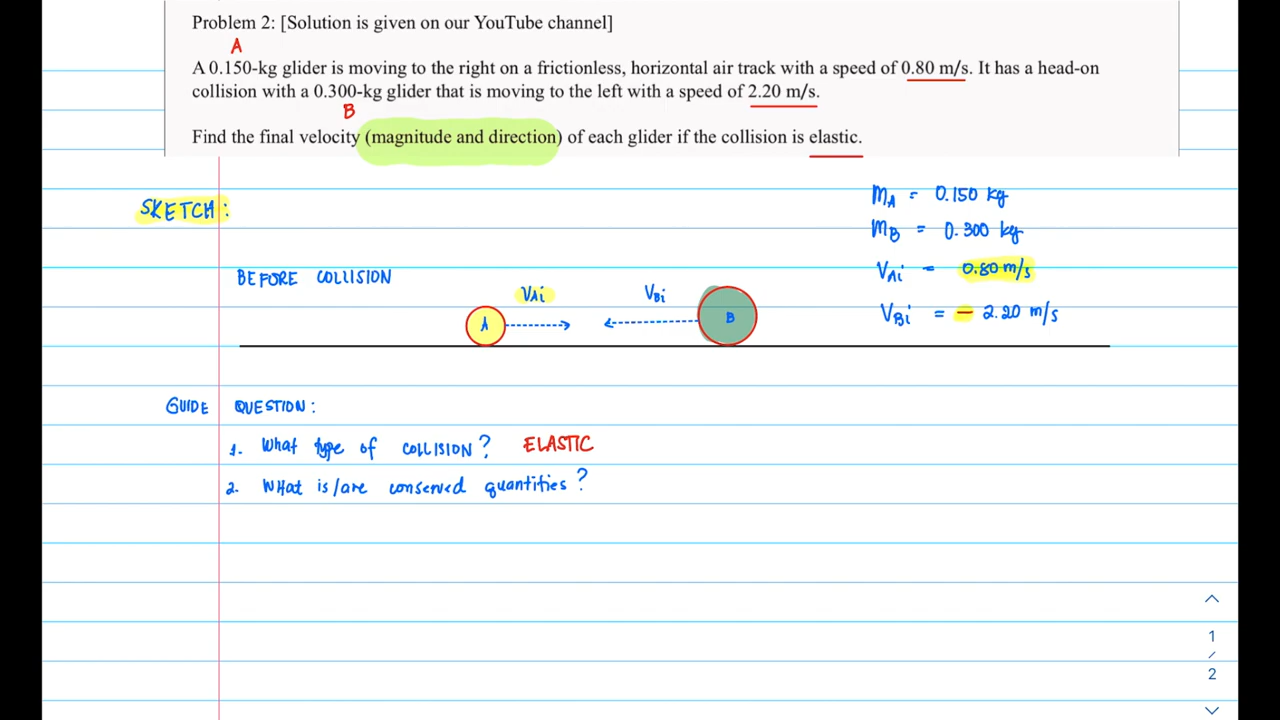 Problem 2: [Solution is given on our YouTube channel]
A
A 0.150-kg glider is moving to the right on a frictionless, horizontal air track with a speed of 0.80 m/s. It has a head-on
collision with a 0.300-kg glider that is moving to the left with a speed of 2.20 m/s.
B
Find the final velocity (magnitude and direction) of each glider if the collision is elastic.
SKETCH:
mA = 0.150 kg
mB = 0.300 kg
VAi = 0.80 m/s
VBi = - 2.20 m/s
BEFORE COLLISION
VAi
VBi
A
B
GUIDE QUESTION:
1. What type of COLLISION? ELASTIC
2. WHat is/are conserved quantities?
1
/
2